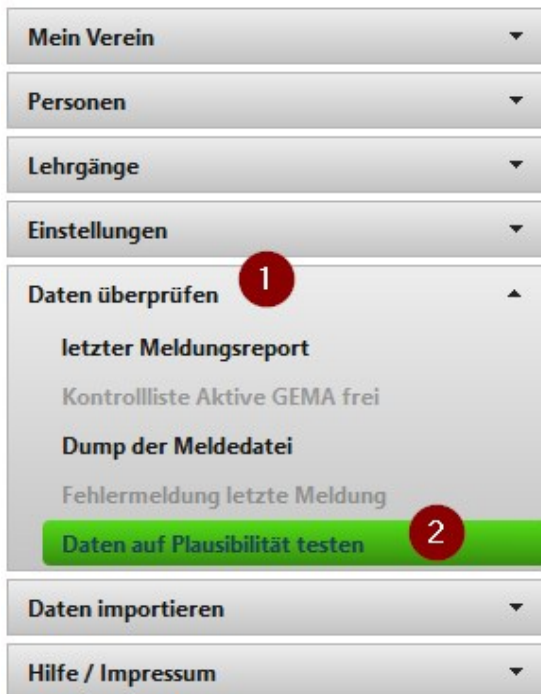 Mein Verein
Personen
Lehrgänge
Einstellungen
Daten überprüfen 1
letzter Meldungsreport
Kontrollliste Aktive GEMA frei
Dump der Meldedatei
Fehlermeldung letzte Meldung
Daten auf Plausibilität testen 2
Daten importieren
Hilfe / Impressum